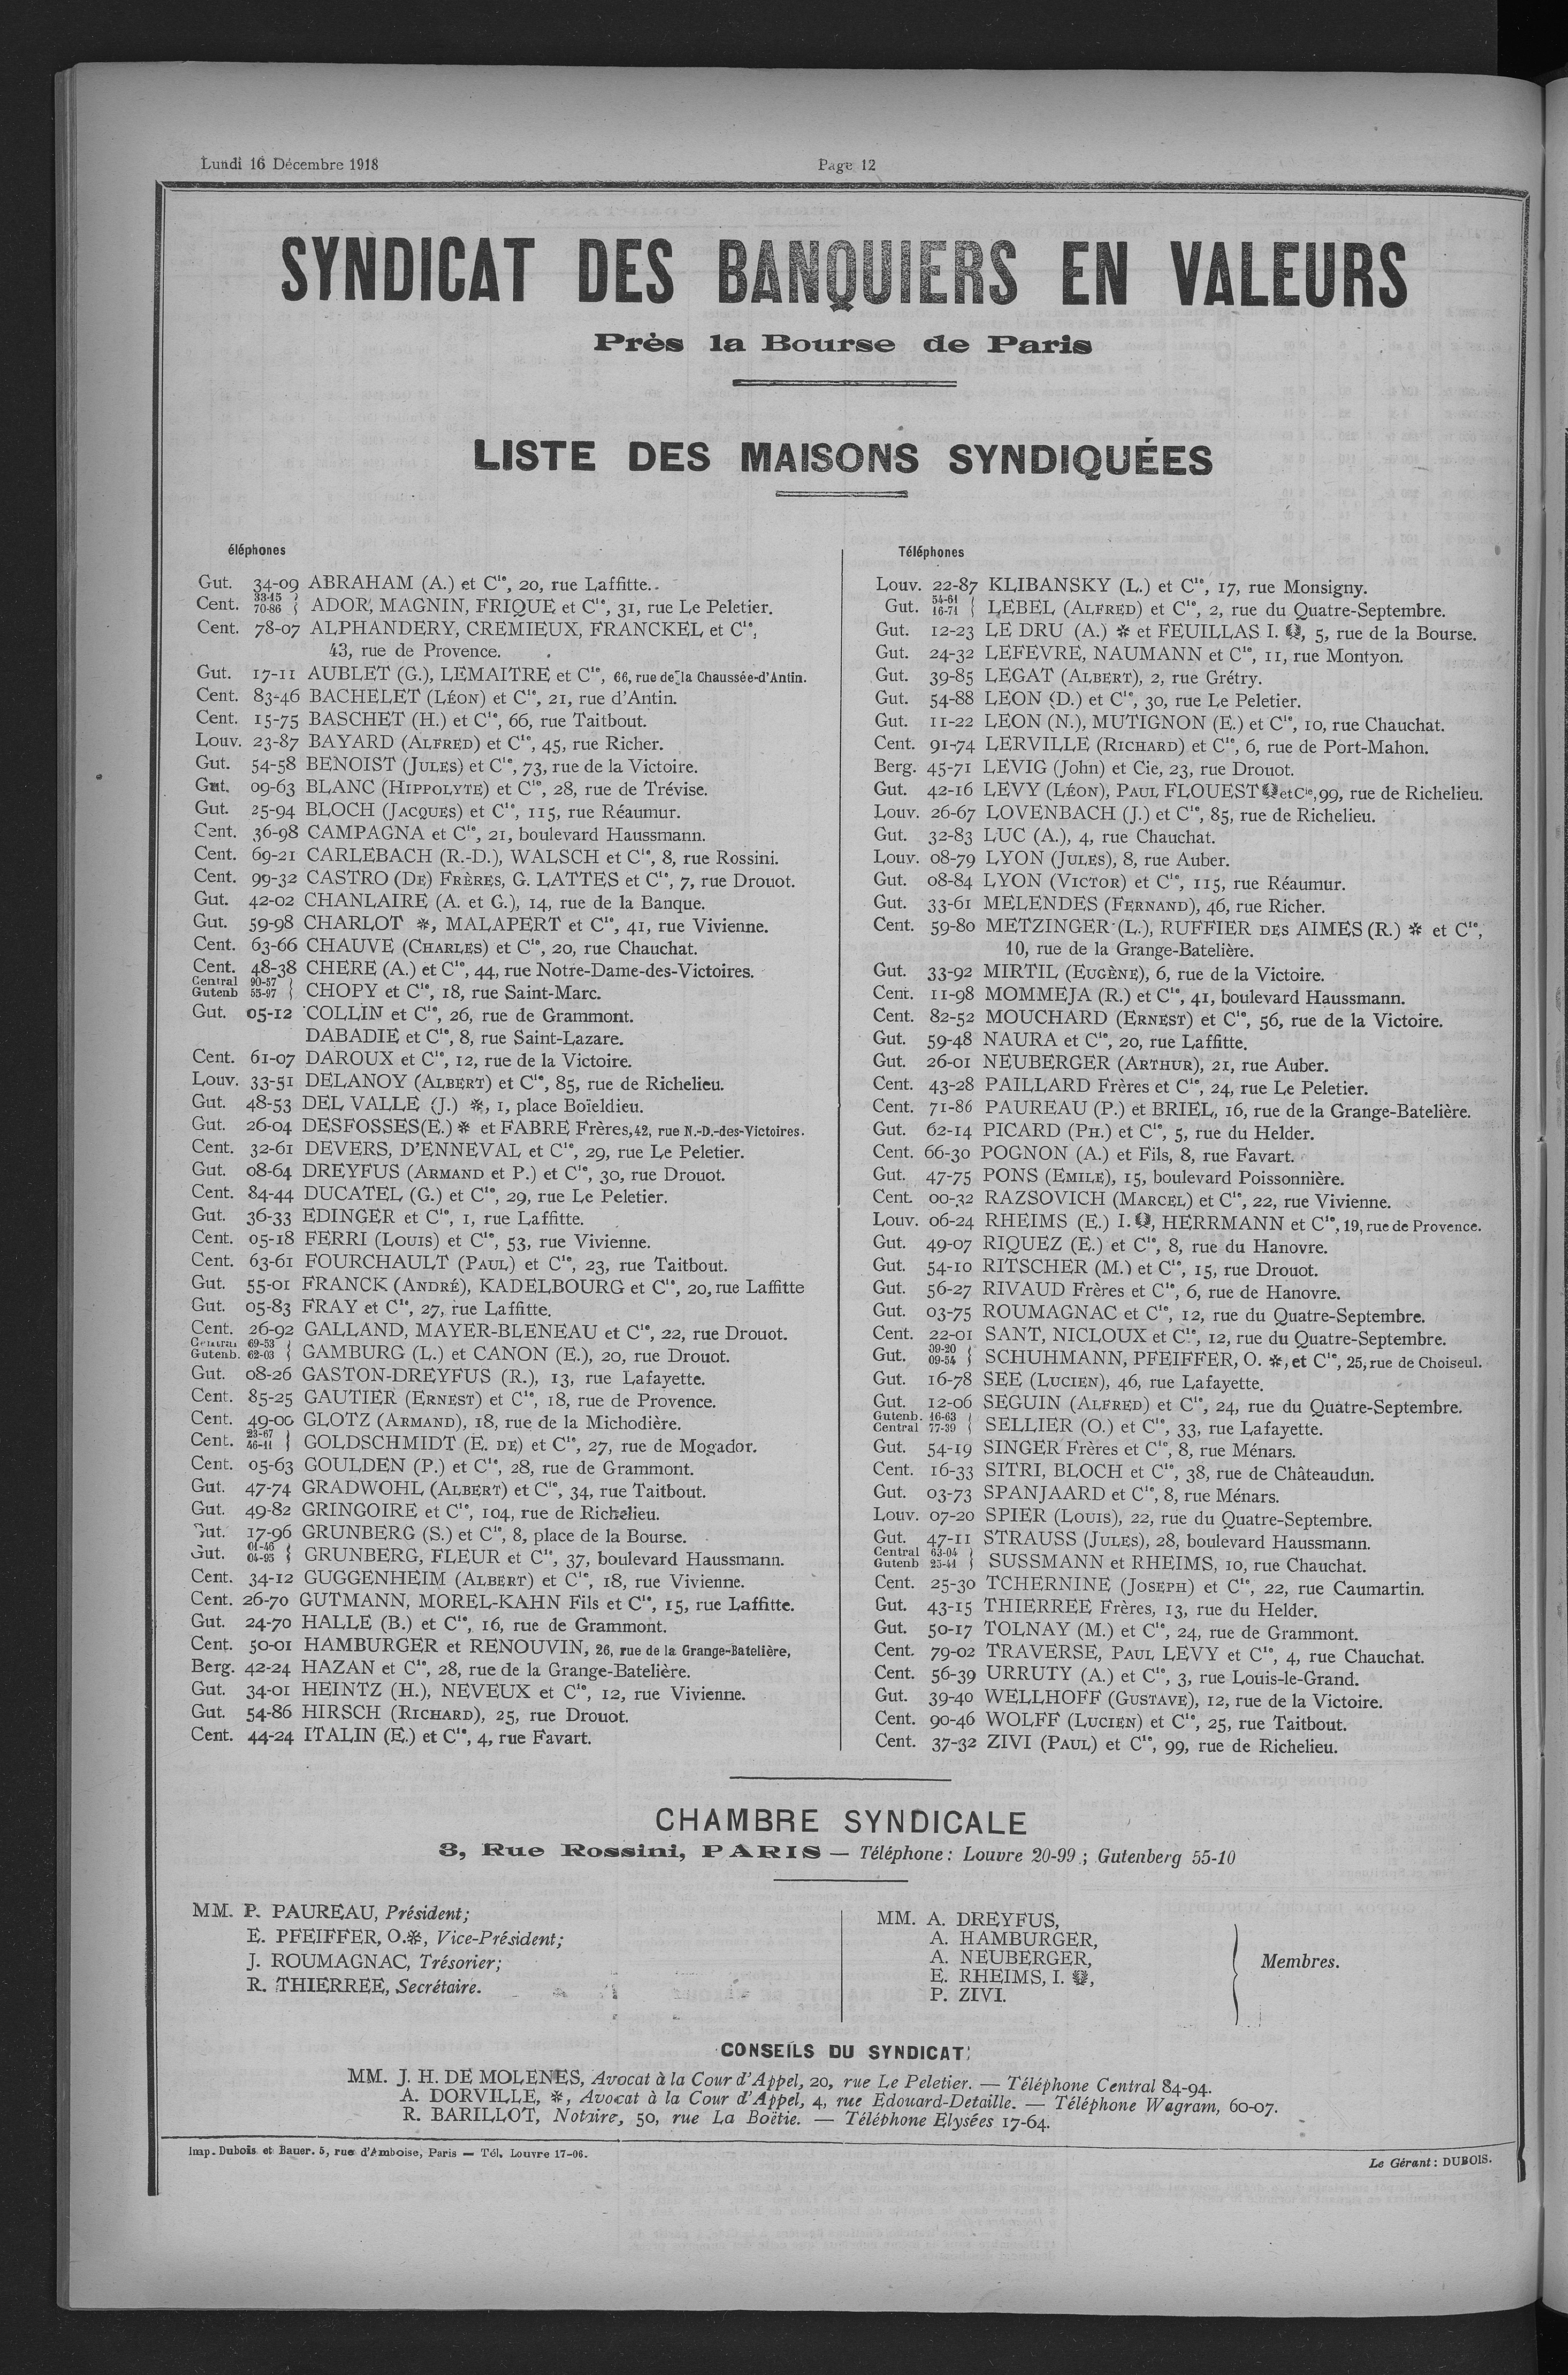 Lundi 16 Décembre 1918
Page 12
SYNDICAT DES BANQUIERS EN VALEURS
Près la Bourse de Paris
LISTE DES MAISONS SYNDIQUÉES
éléphones
Gut. 34-09 ABRAHAM (A.) et Cie, 20, rue Laffitte..
Cent. 33-15 70-86 } ADOR, MAGNIN, FRIQUE et Cie, 31, rue Le Peletier.
Cent. 78-07 ALPHANDERY, CREMIEUX, FRANCKEL et Cie,
43, rue de Provence.
Gut. 17-11 AUBLET (G.), LEMAITRE et Cie, 66, rue de la Chaussée-d'Antin.
Cent. 83-46 BACHELET (LÉON) et Cie, 21, rue d'Antin.
Cent. 15-75 BASCHET (H.) et Cie, 66, rue Taitbout.
Louv. 23-87 BAYARD (ALFRED) et Cie, 45, rue Richer.
Gut. 54-58 BENOIST (JULES) et Cie, 73, rue de la Victoire.
Gut. 09-63 BLANC (HIPPOLYTE) et Cie, 28, rue de Trévise.
Gut. 25-94 BLOCH (JACQUES) et Cie, 115, rue Réaumur.
Cent. 36-98 CAMPAGNA et Cie, 21, boulevard Haussmann.
Cent. 69-21 CARLEBACH (R.-D.), WALSCH et Cie, 8, rue Rossini.
Cent. 99-32 CASTRO (DE) FRÈRES, G. LATTES et Cie, 7, rue Drouot.
Gut. 42-02 CHANLAIRE (A. et G.), 14, rue de la Banque.
Gut. 59-98 CHARLOT ✻, MALAPERT et Cie, 41, rue Vivienne.
Cent. 63-66 CHAUVE (CHARLES) et Cie, 20, rue Chauchat.
Cent. 48-38 CHERE (A.) et Cie, 44, rue Notre-Dame-des-Victoires.
Central 90-57 Gutenb 55-97 } CHOPY et Cie, 18, rue Saint-Marc.
Gut. 05-12 COLLIN et Cie, 26, rue de Grammont.
DABADIE et Cie, 8, rue Saint-Lazare.
Cent. 61-07 DAROUX et Cie, 12, rue de la Victoire.
Louv. 33-51 DELANOY (ALBERT) et Cie, 85, rue de Richelieu.
Gut. 48-53 DEL VALLE (J.) ✻, 1, place Boïeldieu.
Gut. 26-04 DESFOSSES(E.) ✻ et FABRE Frères, 42, rue N.-D.-des-Victoires.
Cent. 32-61 DEVERS, D'ENNEVAL et Cie, 29, rue Le Peletier.
Gut. 08-64 DREYFUS (ARMAND et P.) et Cie, 30, rue Drouot.
Cent. 84-44 DUCATEL (G.) et Cie, 29, rue Le Peletier.
Gut. 36-33 EDINGER et Cie, 1, rue Laffitte.
Cent. 05-18 FERRI (LOUIS) et Cie, 53, rue Vivienne.
Cent. 63-61 FOURCHAULT (PAUL) et Cie, 23, rue Taitbout.
Gut. 55-01 FRANCK (ANDRÉ), KADELBOURG et Cie, 20, rue Laffitte
Gut. 05-83 FRAY et Cie, 27, rue Laffitte.
Cent. 26-92 GALLAND, MAYER-BLENEAU et Cie, 22, rue Drouot.
Central 69-53 Gutenb. 62-03 } GAMBURG (L.) et CANON (E.), 20, rue Drouot.
Gut. 08-26 GASTON-DREYFUS (R.), 13, rue Lafayette.
Cent. 85-25 GAUTIER (ERNEST) et Cie, 18, rue de Provence.
Cent. 49-00 GLOTZ (ARMAND), 18, rue de la Michodière.
Cent. 23-67 46-11 } GOLDSCHMIDT (E. DE) et Cie, 27, rue de Mogador.
Cent. 05-63 GOULDEN (P.) et Cie, 28, rue de Grammont.
Gut. 47-74 GRADWOHL (ALBERT) et Cie, 34, rue Taitbout.
Gut. 49-82 GRINGOIRE et Cie, 104, rue de Richelieu.
Gut. 17-96 GRUNBERG (S.) et Cie, 8, place de la Bourse.
Gut. 01-46 04-95 } GRUNBERG, FLEUR et Cie, 37, boulevard Haussmann.
Cent. 34-12 GUGGENHEIM (ALBERT) et Cie, 18, rue Vivienne.
Cent. 26-70 GUTMANN, MOREL-KAHN Fils et Cie, 15, rue Laffitte.
Gut. 24-70 HALLE (B.) et Cie, 16, rue de Grammont.
Cent. 50-01 HAMBURGER et RENOUVIN, 26, rue de la Grange-Batelière,
Berg. 42-24 HAZAN et Cie, 28, rue de la Grange-Batelière.
Gut. 34-01 HEINTZ (H.), NEVEUX et Cie, 12, rue Vivienne.
Gut. 54-86 HIRSCH (RICHARD), 25, rue Drouot.
Cent. 44-24 ITALIN (E.) et Cie, 4, rue Favart.
Téléphones
Louv. 22-87 KLIBANSKY (L.) et Cie, 17, rue Monsigny.
Gut. 54-61 16-71 } LEBEL (ALFRED) et Cie, 2, rue du Quatre-Septembre.
Gut. 12-23 LE DRU (A.) ✻ et FEUILLAS I. , 5, rue de la Bourse.
Gut. 24-32 LEFEVRE, NAUMANN et Cie, 11, rue Montyon.
Gut. 39-85 LEGAT (ALBERT), 2, rue Grétry.
Gut. 54-88 LEON (D.) et Cie, 30, rue Le Peletier.
Gut. 11-22 LEON (N.), MUTIGNON (E.) et Cie, 10, rue Chauchat.
Cent. 91-74 LERVILLE (RICHARD) et Cie, 6, rue de Port-Mahon.
Berg. 45-71 LEVIG (John) et Cie, 23, rue Drouot.
Gut. 42-16 LEVY (LÉON), PAUL FLOUEST et Cie, 99, rue de Richelieu.
Louv. 26-67 LOVENBACH (J.) et Cie, 85, rue de Richelieu.
Gut. 32-83 LUC (A.), 4, rue Chauchat.
Louv. 08-79 LYON (JULES), 8, rue Auber.
Gut. 08-84 LYON (VICTOR) et Cie, 115, rue Réaumur.
Gut. 33-61 MELENDES (FERNAND), 46, rue Richer.
Cent. 59-80 METZINGER (L.), RUFFIER DES AIMES (R.) ✻ et Cie,
10, rue de la Grange-Batelière.
Gut. 33-92 MIRTIL (EUGÈNE), 6, rue de la Victoire.
Cent. 11-98 MOMMEJA (R.) et Cie, 41, boulevard Haussmann.
Cent. 82-52 MOUCHARD (ERNEST) et Cie, 56, rue de la Victoire.
Gut. 59-48 NAURA et Cie, 20, rue Laffitte.
Gut. 26-01 NEUBERGER (ARTHUR), 21, rue Auber.
Cent. 43-28 PAILLARD Frères et Cie, 24, rue Le Peletier.
Cent. 71-86 PAUREAU (P.) et BRIEL, 16, rue de la Grange-Batelière.
Gut. 62-14 PICARD (PH.) et Cie, 5, rue du Helder.
Cent. 66-30 POGNON (A.) et Fils, 8, rue Favart.
Gut. 47-75 PONS (EMILE), 15, boulevard Poissonnière.
Cent. 00-32 RAZSOVICH (MARCEL) et Cie, 22, rue Vivienne.
Louv. 06-24 RHEIMS (E.) I. , HERRMANN et Cie, 19, rue de Provence.
Gut. 49-07 RIQUEZ (E.) et Cie, 8, rue du Hanovre.
Gut. 54-10 RITSCHER (M.) et Cie, 15, rue Drouot.
Gut. 56-27 RIVAUD Frères et Cie, 6, rue de Hanovre.
Gut. 03-75 ROUMAGNAC et Cie, 12, rue du Quatre-Septembre.
Cent. 22-01 SANT, NICLOUX et Cie, 12, rue du Quatre-Septembre.
Gut. 09-20 09-54 } SCHUHMANN, PFEIFFER, O. ✻, et Cie, 25, rue de Choiseul.
Gut. 16-78 SEE (LUCIEN), 46, rue Lafayette.
Gut. 12-06 SEGUIN (ALFRED) et Cie, 24, rue du Quatre-Septembre.
Gutenb. 16-63 Central 77-39 } SELLIER (O.) et Cie, 33, rue Lafayette.
Gut. 54-19 SINGER Frères et Cie, 8, rue Ménars.
Cent. 16-33 SITRI, BLOCH et Cie, 38, rue de Châteaudun.
Gut. 03-73 SPANJAARD et Cie, 8, rue Ménars.
Louv. 07-20 SPIER (LOUIS), 22, rue du Quatre-Septembre.
Gut. 47-11 STRAUSS (JULES), 28, boulevard Haussmann.
Central 63-04 Gutenb 25-41 } SUSSMANN et RHEIMS, 10, rue Chauchat.
Cent. 25-30 TCHERNINE (JOSEPH) et Cie, 22, rue Caumartin.
Gut. 43-15 THIERREE Frères, 13, rue du Helder.
Gut. 50-17 TOLNAY (M.) et Cie, 24, rue de Grammont.
Cent. 79-02 TRAVERSE, PAUL LEVY et Cie, 4, rue Chauchat.
Cent. 56-39 URRUTY (A.) et Cie, 3, rue Louis-le-Grand.
Gut. 39-40 WELLHOFF (GUSTAVE), 12, rue de la Victoire.
Cent. 90-46 WOLFF (LUCIEN) et Cie, 25, rue Taitbout.
Cent. 37-32 ZIVI (PAUL) et Cie, 99, rue de Richelieu.
CHAMBRE SYNDICALE
3, Rue Rossini, PARIS — Téléphone: Louvre 20-99; Gutenberg 55-10
MM. P. PAUREAU, Président;
E. PFEIFFER, O.✻, Vice-Président;
J. ROUMAGNAC, Trésorier;
R. THIERREE, Secrétaire.
MM. A. DREYFUS,
A. HAMBURGER,
A. NEUBERGER,
E. RHEIMS, I. ,
P. ZIVI.
Membres.
CONSEILS DU SYNDICAT
MM. J. H. DE MOLENES, Avocat à la Cour d'Appel, 20, rue Le Peletier. — Téléphone Central 84-94.
A. DORVILLE, ✻, Avocat à la Cour d'Appel, 4, rue Edouard-Detaille. — Téléphone Wagram, 60-07.
R. BARILLOT, Notaire, 50, rue La Boëtie. — Téléphone Elysées 17-64.
Imp. Dubois et Bauer. 5, rue d'Amboise, Paris — Tél. Louvre 17-06.
Le Gérant: DUBOIS.